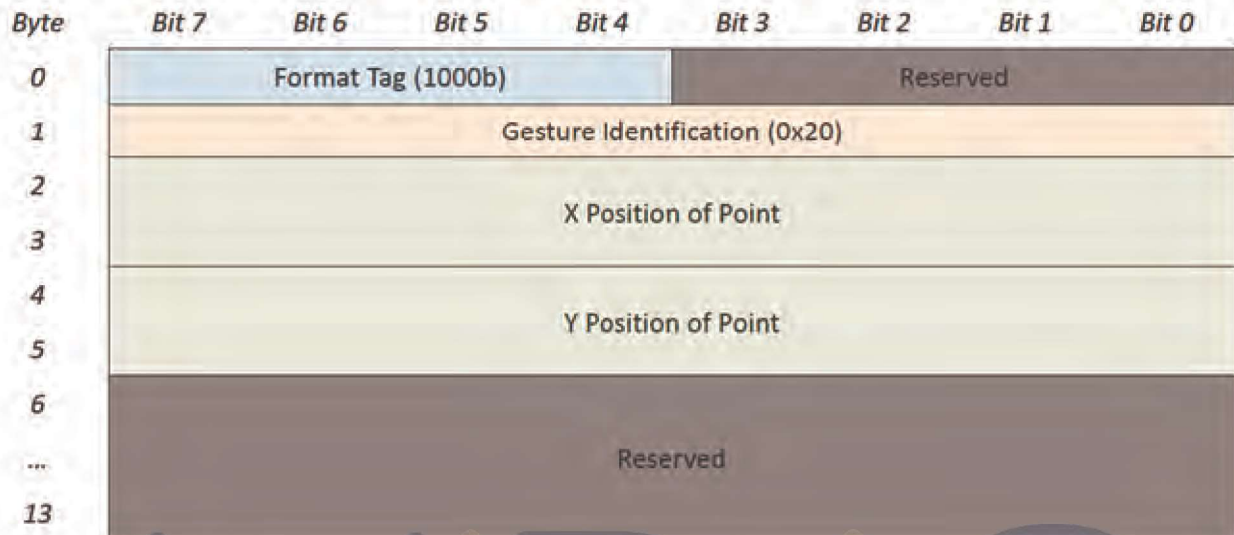 Byte Bit 7 Bit 6 Bit 5 Bit 4 Bit 3 Bit 2 Bit 1 Bit 0
0 Format Tag (1000b) Reserved
1 Gesture Identification (0x20)
2
X Position of Point
3
4
Y Position of Point
5
6
... Reserved
13